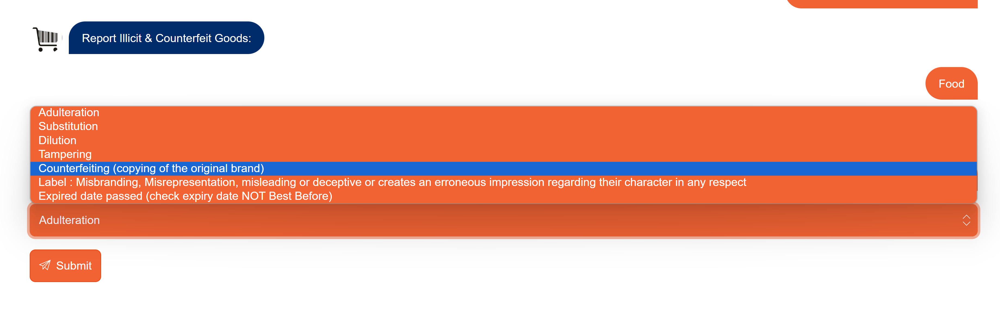 Report Illicit & Counterfeit Goods:
Food
Adulteration
Substitution
Dilution
Tampering
Counterfeiting (copying of the original brand)
Label : Misbranding, Misrepresentation, misleading or deceptive or creates an erroneous impression regarding their character in any respect
Expired date passed (check expiry date NOT Best Before)
Adulteration
Submit